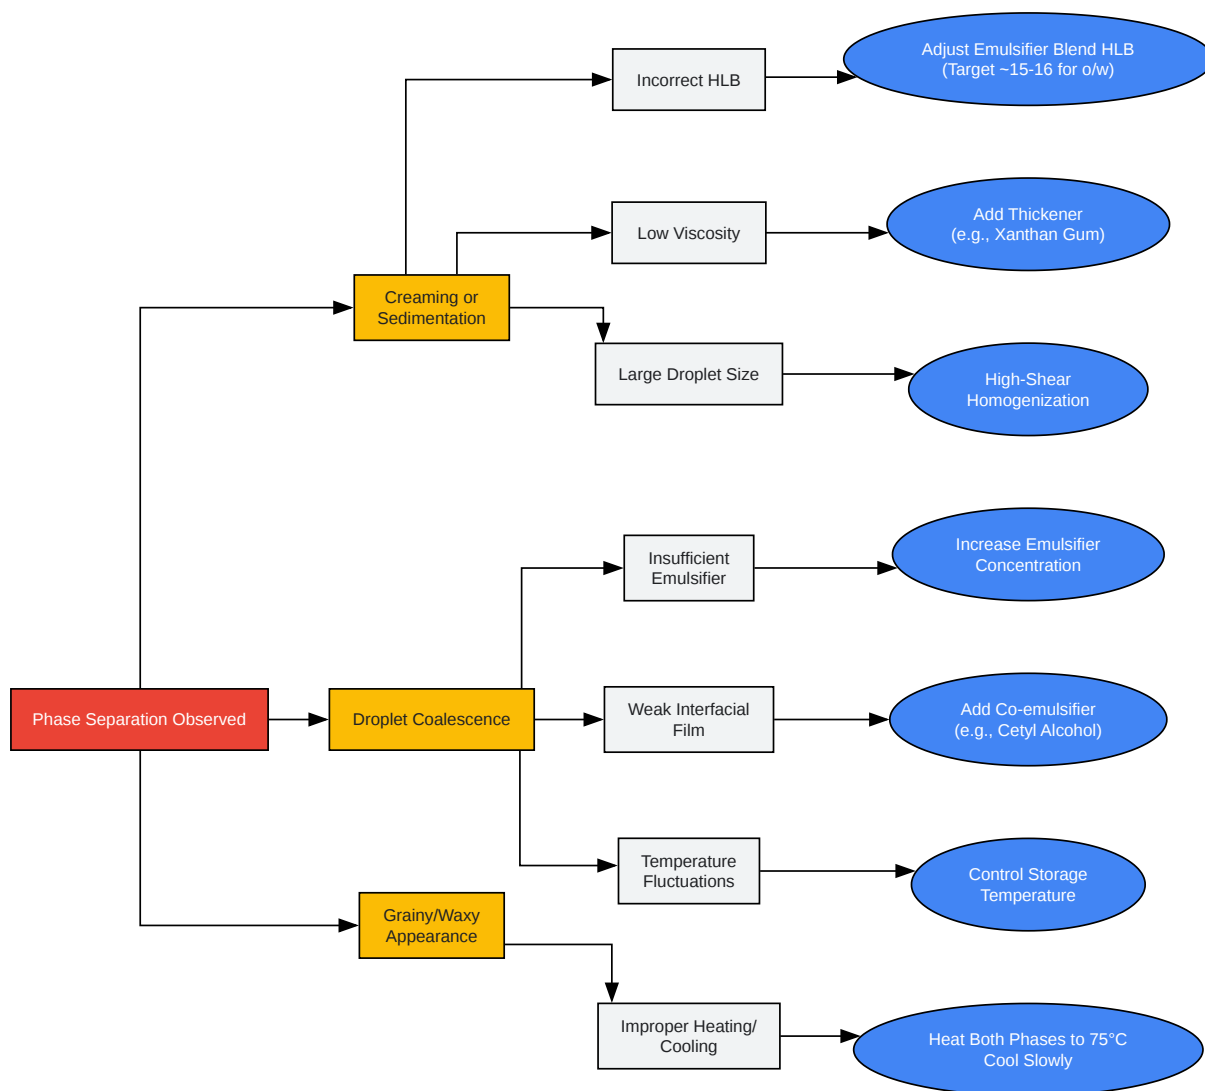 Incorrect HLB
Adjust Emulsifier Blend HLB
(Target ~15-16 for o/w)
Low Viscosity
Add Thickener
(e.g., Xanthan Gum)
Creaming or
Sedimentation
Large Droplet Size
High-Shear
Homogenization
Insufficient
Emulsifier
Increase Emulsifier
Concentration
Phase Separation Observed
Droplet Coalescence
Weak Interfacial
Film
Add Co-emulsifier
(e.g., Cetyl Alcohol)
Temperature
Fluctuations
Control Storage
Temperature
Grainy/Waxy
Appearance
Improper Heating/
Cooling
Heat Both Phases to 75°C
Cool Slowly